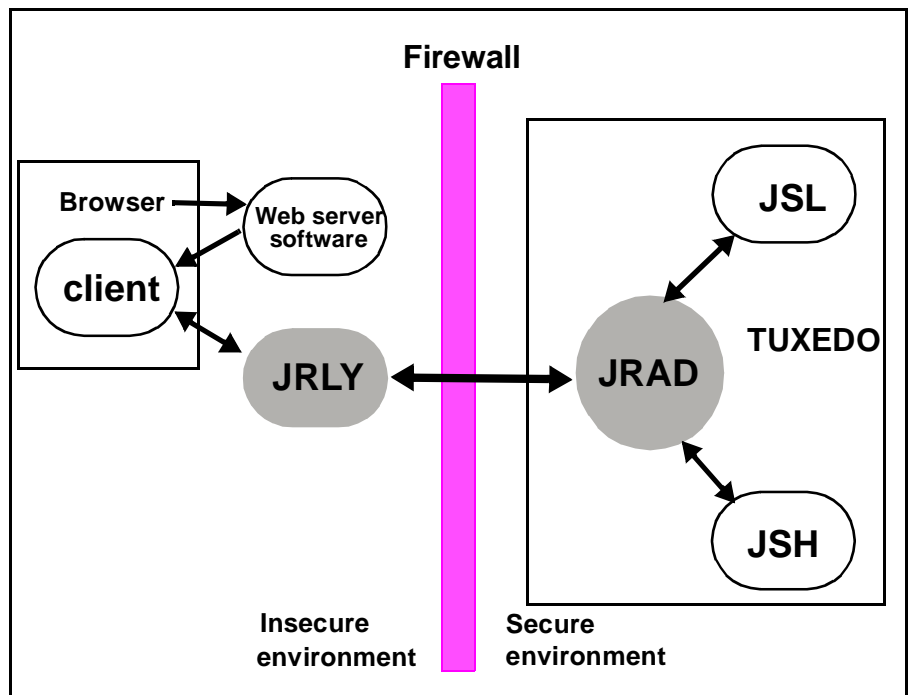 Firewall
Browser
Web server
software
client
JRLY
JSL
JRAD
TUXEDO
JSH
Insecure
environment
Secure
environment